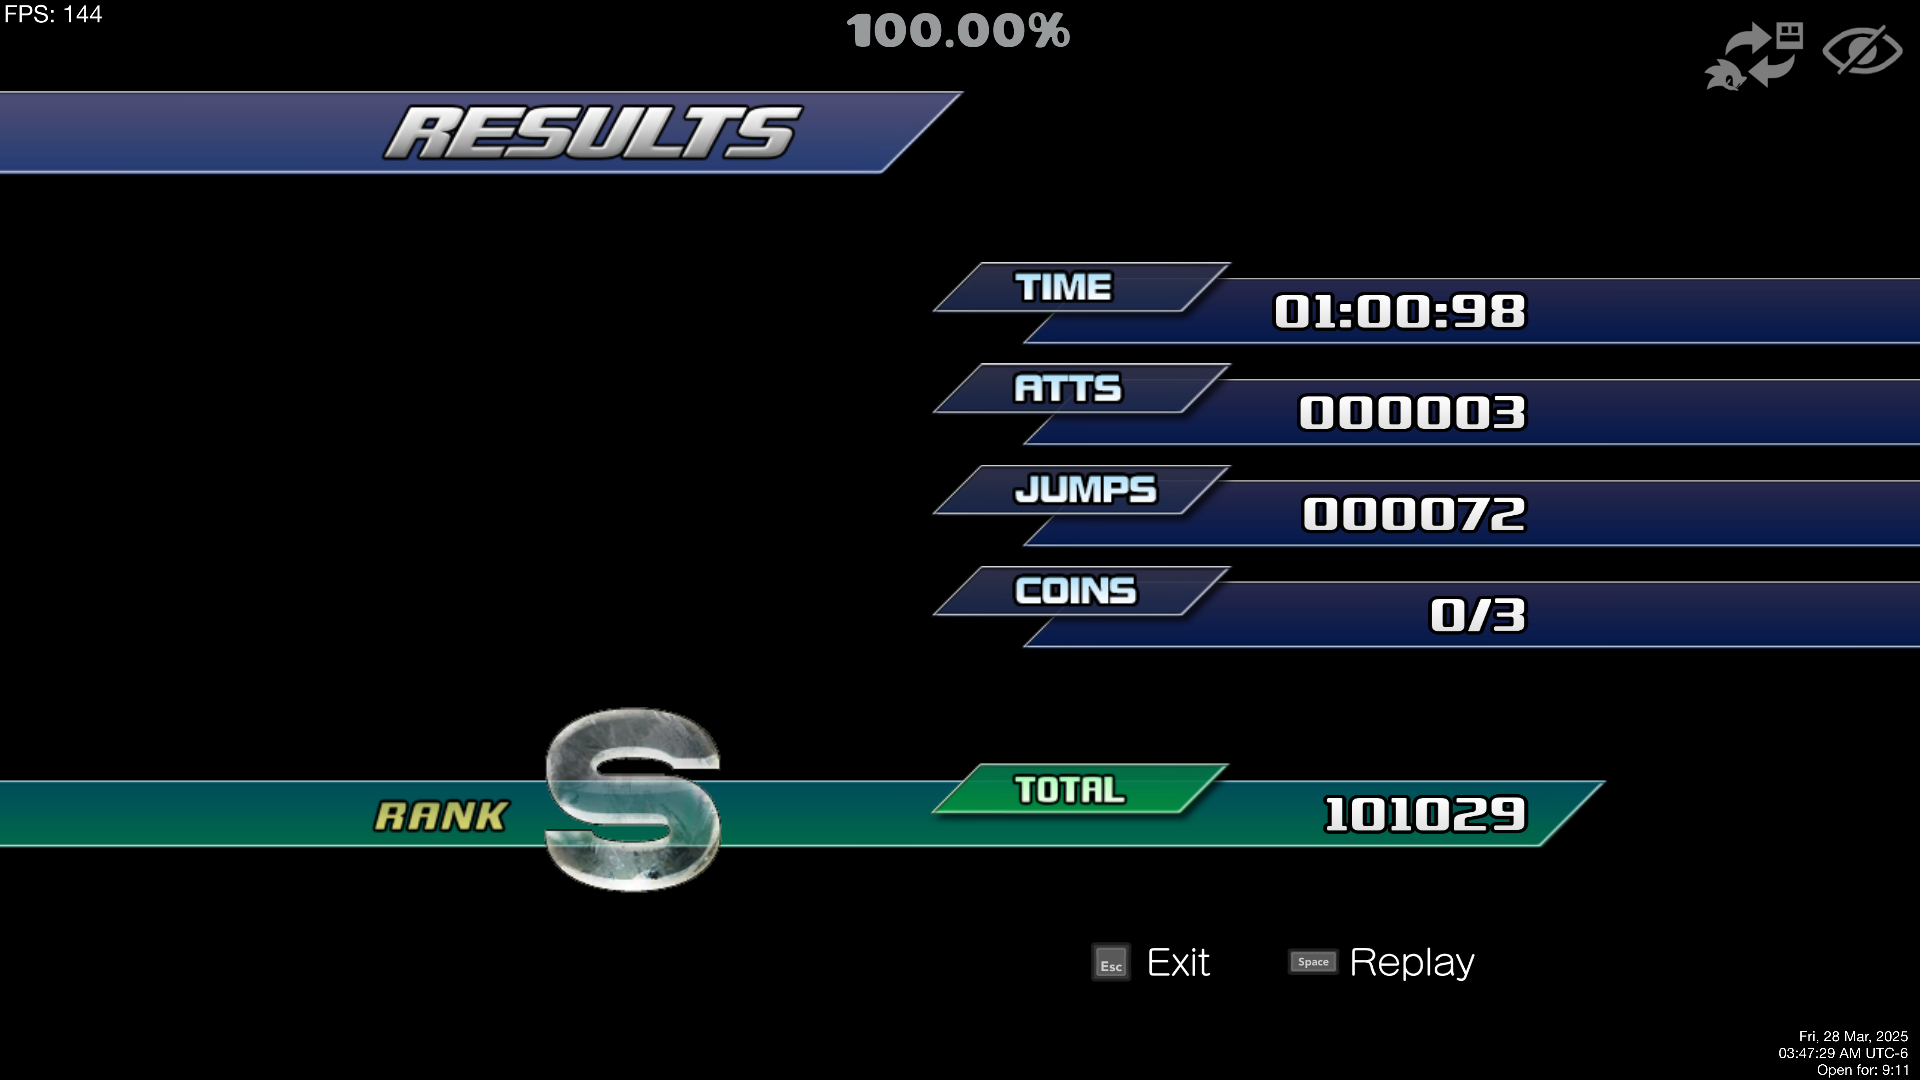 FPS: 144
100.00%
RESULTS
TIME
01:00:98
ATTS
000003
JUMPS
000072
COINS
0/3
RANK S
TOTAL
101029
Esc Exit
Space Replay
Fri, 28 Mar, 2025
03:47:29 AM UTC-6
Open for: 9:11